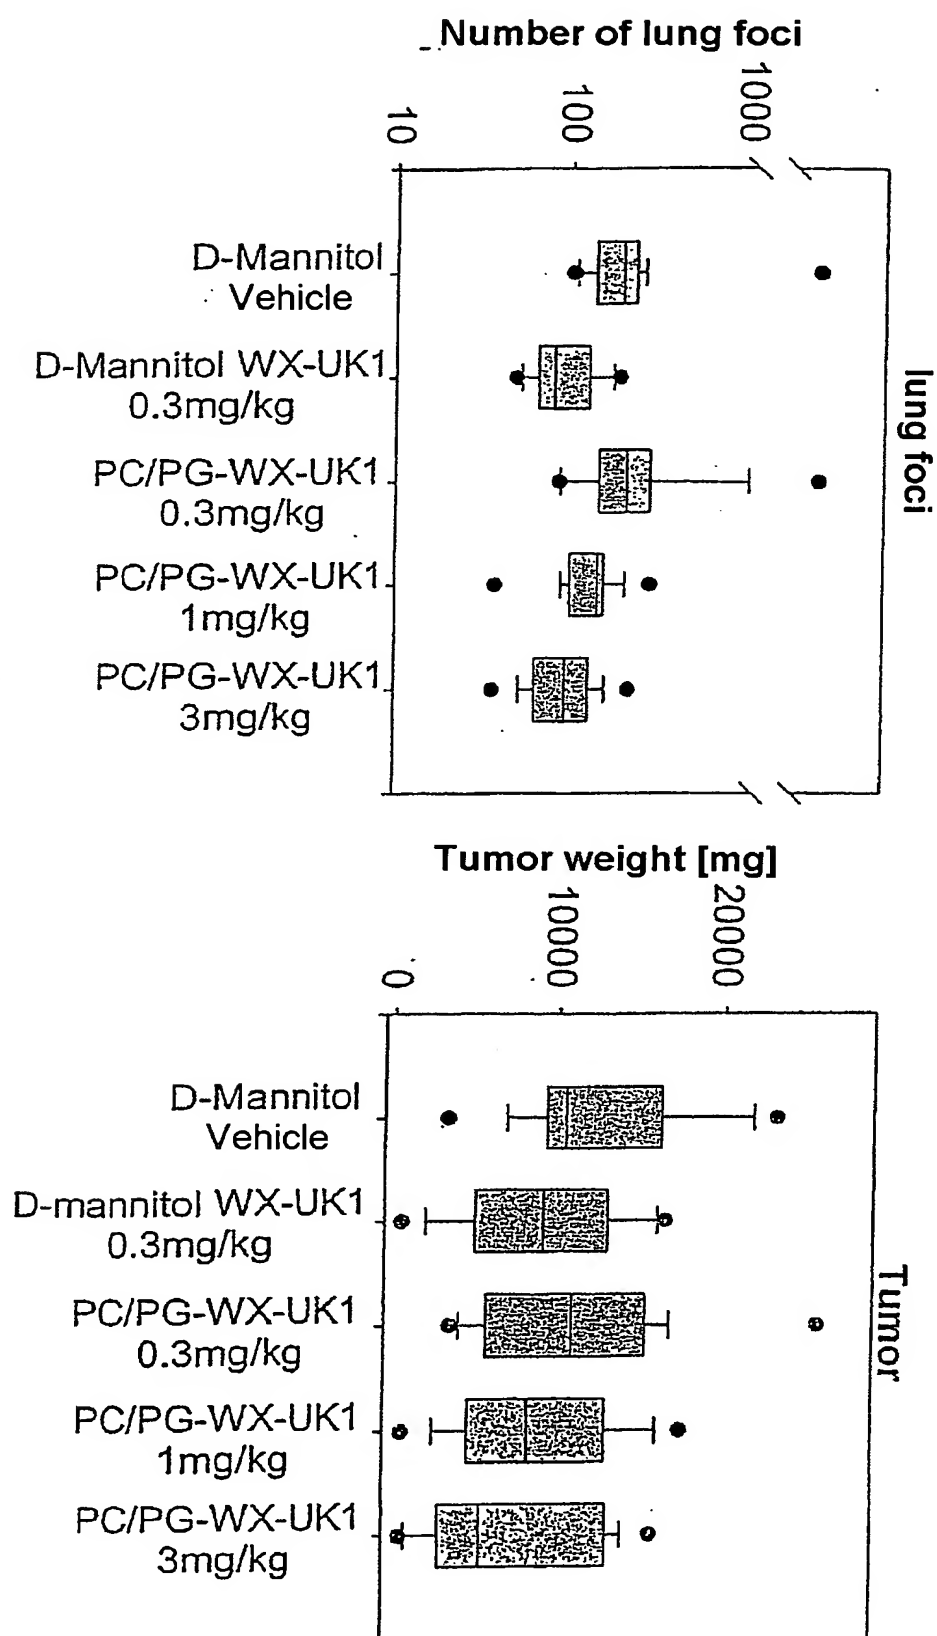 Number of lung foci
10
100
1000
lung foci
D-Mannitol
Vehicle
D-Mannitol WX-UK1
0.3mg/kg
PC/PG-WX-UK1
0.3mg/kg
PC/PG-WX-UK1
1mg/kg
PC/PG-WX-UK1
3mg/kg
Tumor weight [mg]
0
10000
20000
Tumor
D-Mannitol
Vehicle
D-mannitol WX-UK1
0.3mg/kg
PC/PG-WX-UK1
0.3mg/kg
PC/PG-WX-UK1
1mg/kg
PC/PG-WX-UK1
3mg/kg